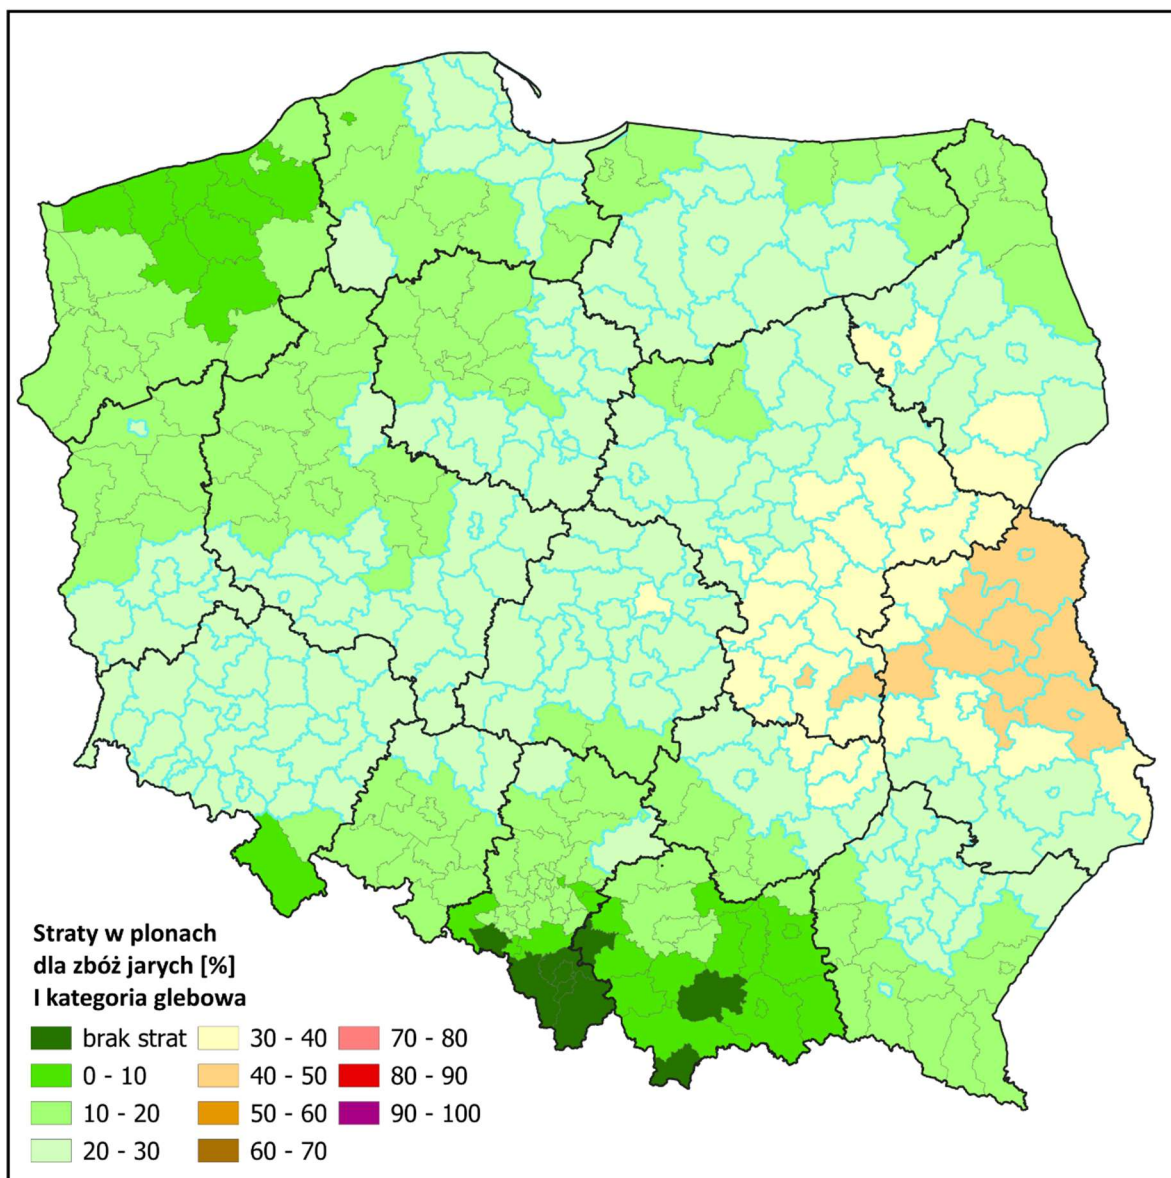 Straty w plonach
dla zbóż jarych [%]
I kategoria glebowa
brak strat
0 - 10
10 - 20
20 - 30
30 - 40
40 - 50
50 - 60
60 - 70
70 - 80
80 - 90
90 - 100